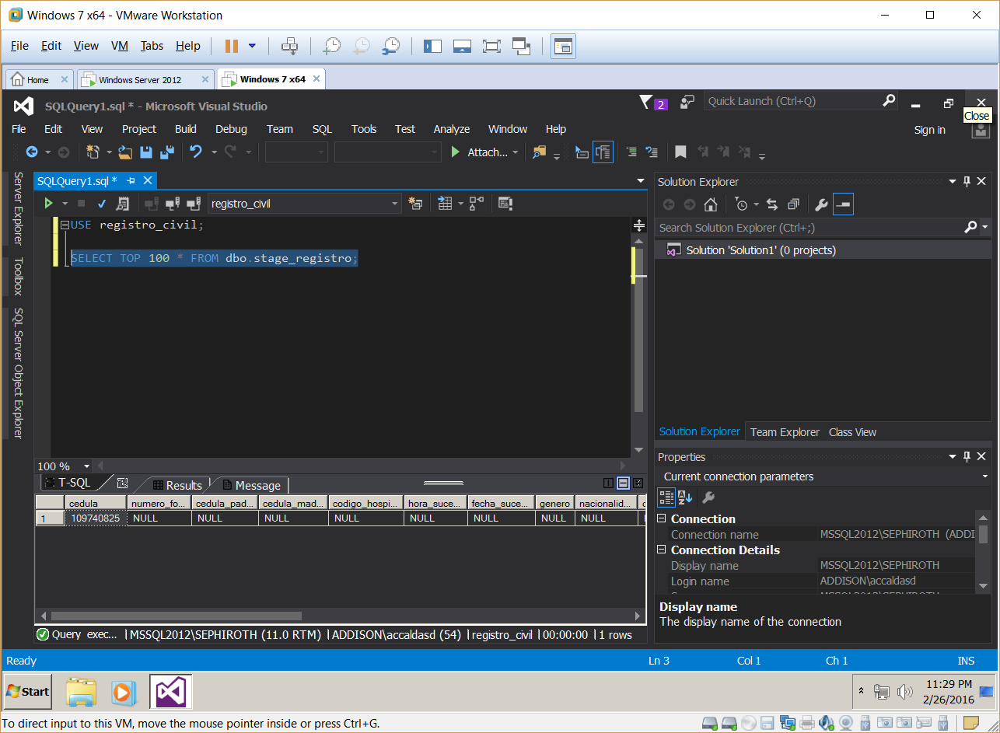 Windows 7 x64 - VMware Workstation
File Edit View VM Tabs Help
Home Windows Server 2012 Windows 7 x64
SQLQuery1.sql * - Microsoft Visual Studio
2
Quick Launch (Ctrl+Q)
Close
File Edit View Project Build Debug Team SQL Tools Test Analyze Window Help
Sign in
Attach...
Server Explorer
Toolbox
SQL Server Object Explorer
SQLQuery1.sql *
registro_civil
USE registro_civil;
SELECT TOP 100 * FROM dbo.stage_registro;
100 %
T-SQL Results Message
cedula numero_fo... cedula_pad... cedula_mad... codigo_hospi... hora_suce... fecha_suce... genero nacionalid...
1 109740825 NULL NULL NULL NULL NULL NULL NULL NULL
Query exec... MSSQL2012\SEPHIROTH (11.0 RTM) ADDISON\accaldasd (54) registro_civil 00:00:00 1 rows
Solution Explorer
Search Solution Explorer (Ctrl+;)
Solution 'Solution1' (0 projects)
Solution Explorer Team Explorer Class View
Properties
Current connection parameters
Connection
Connection name MSSQL2012\SEPHIROTH (ADDI
Connection Details
Display name MSSQL2012\SEPHIROTH
Login name ADDISON\accaldasd
Display name
The display name of the connection
Ready Ln 3 Col 1 Ch 1 INS
Start
11:29 PM
2/26/2016
To direct input to this VM, move the mouse pointer inside or press Ctrl+G.